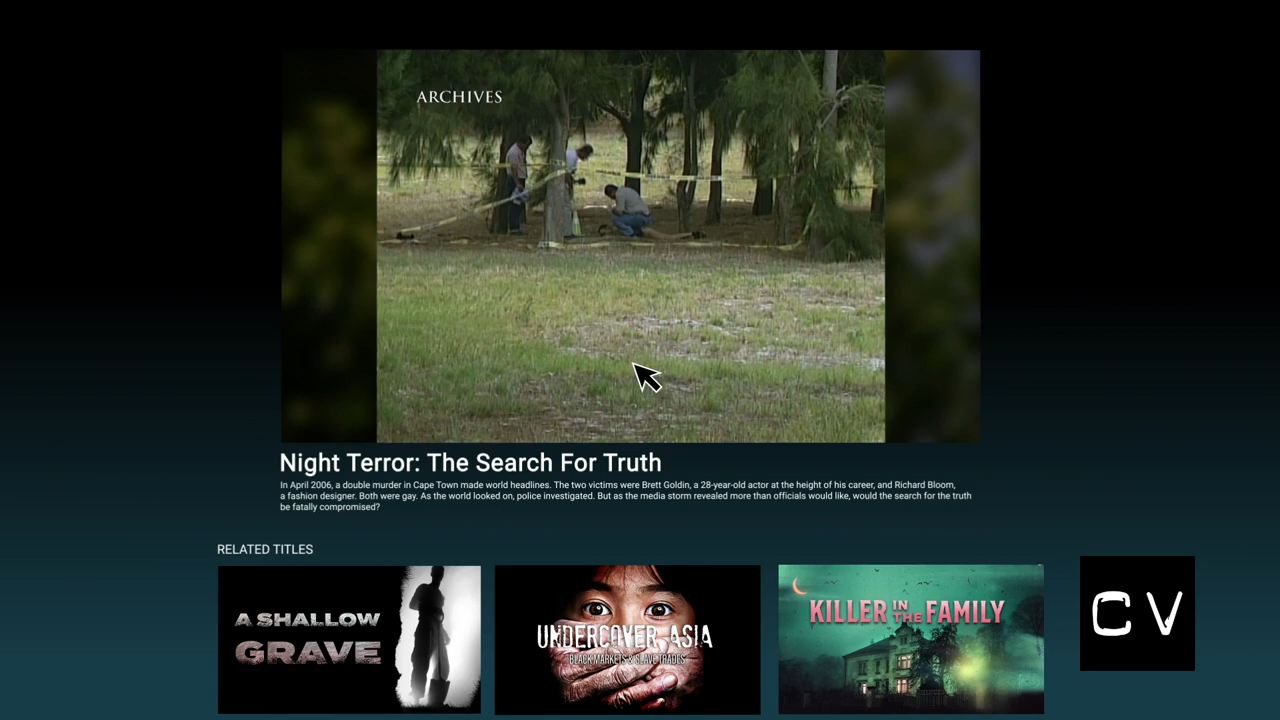 ARCHIVES
Night Terror: The Search For Truth
In April 2006, a double murder in Cape Town made world headlines. The two victims were Brett Goldin, a 28-year-old actor at the height of his career, and Richard Bloom,
a fashion designer. Both were gay. As the world looked on, police investigated. But as the media storm revealed more than officials would like, would the search for the truth
be fatally compromised?
RELATED TITLES
A SHALLOW
GRAVE
UNDERCOVER ASIA
BLACK MARKETS & SLAVE TRADES
KILLER IN THE FAMILY
CV